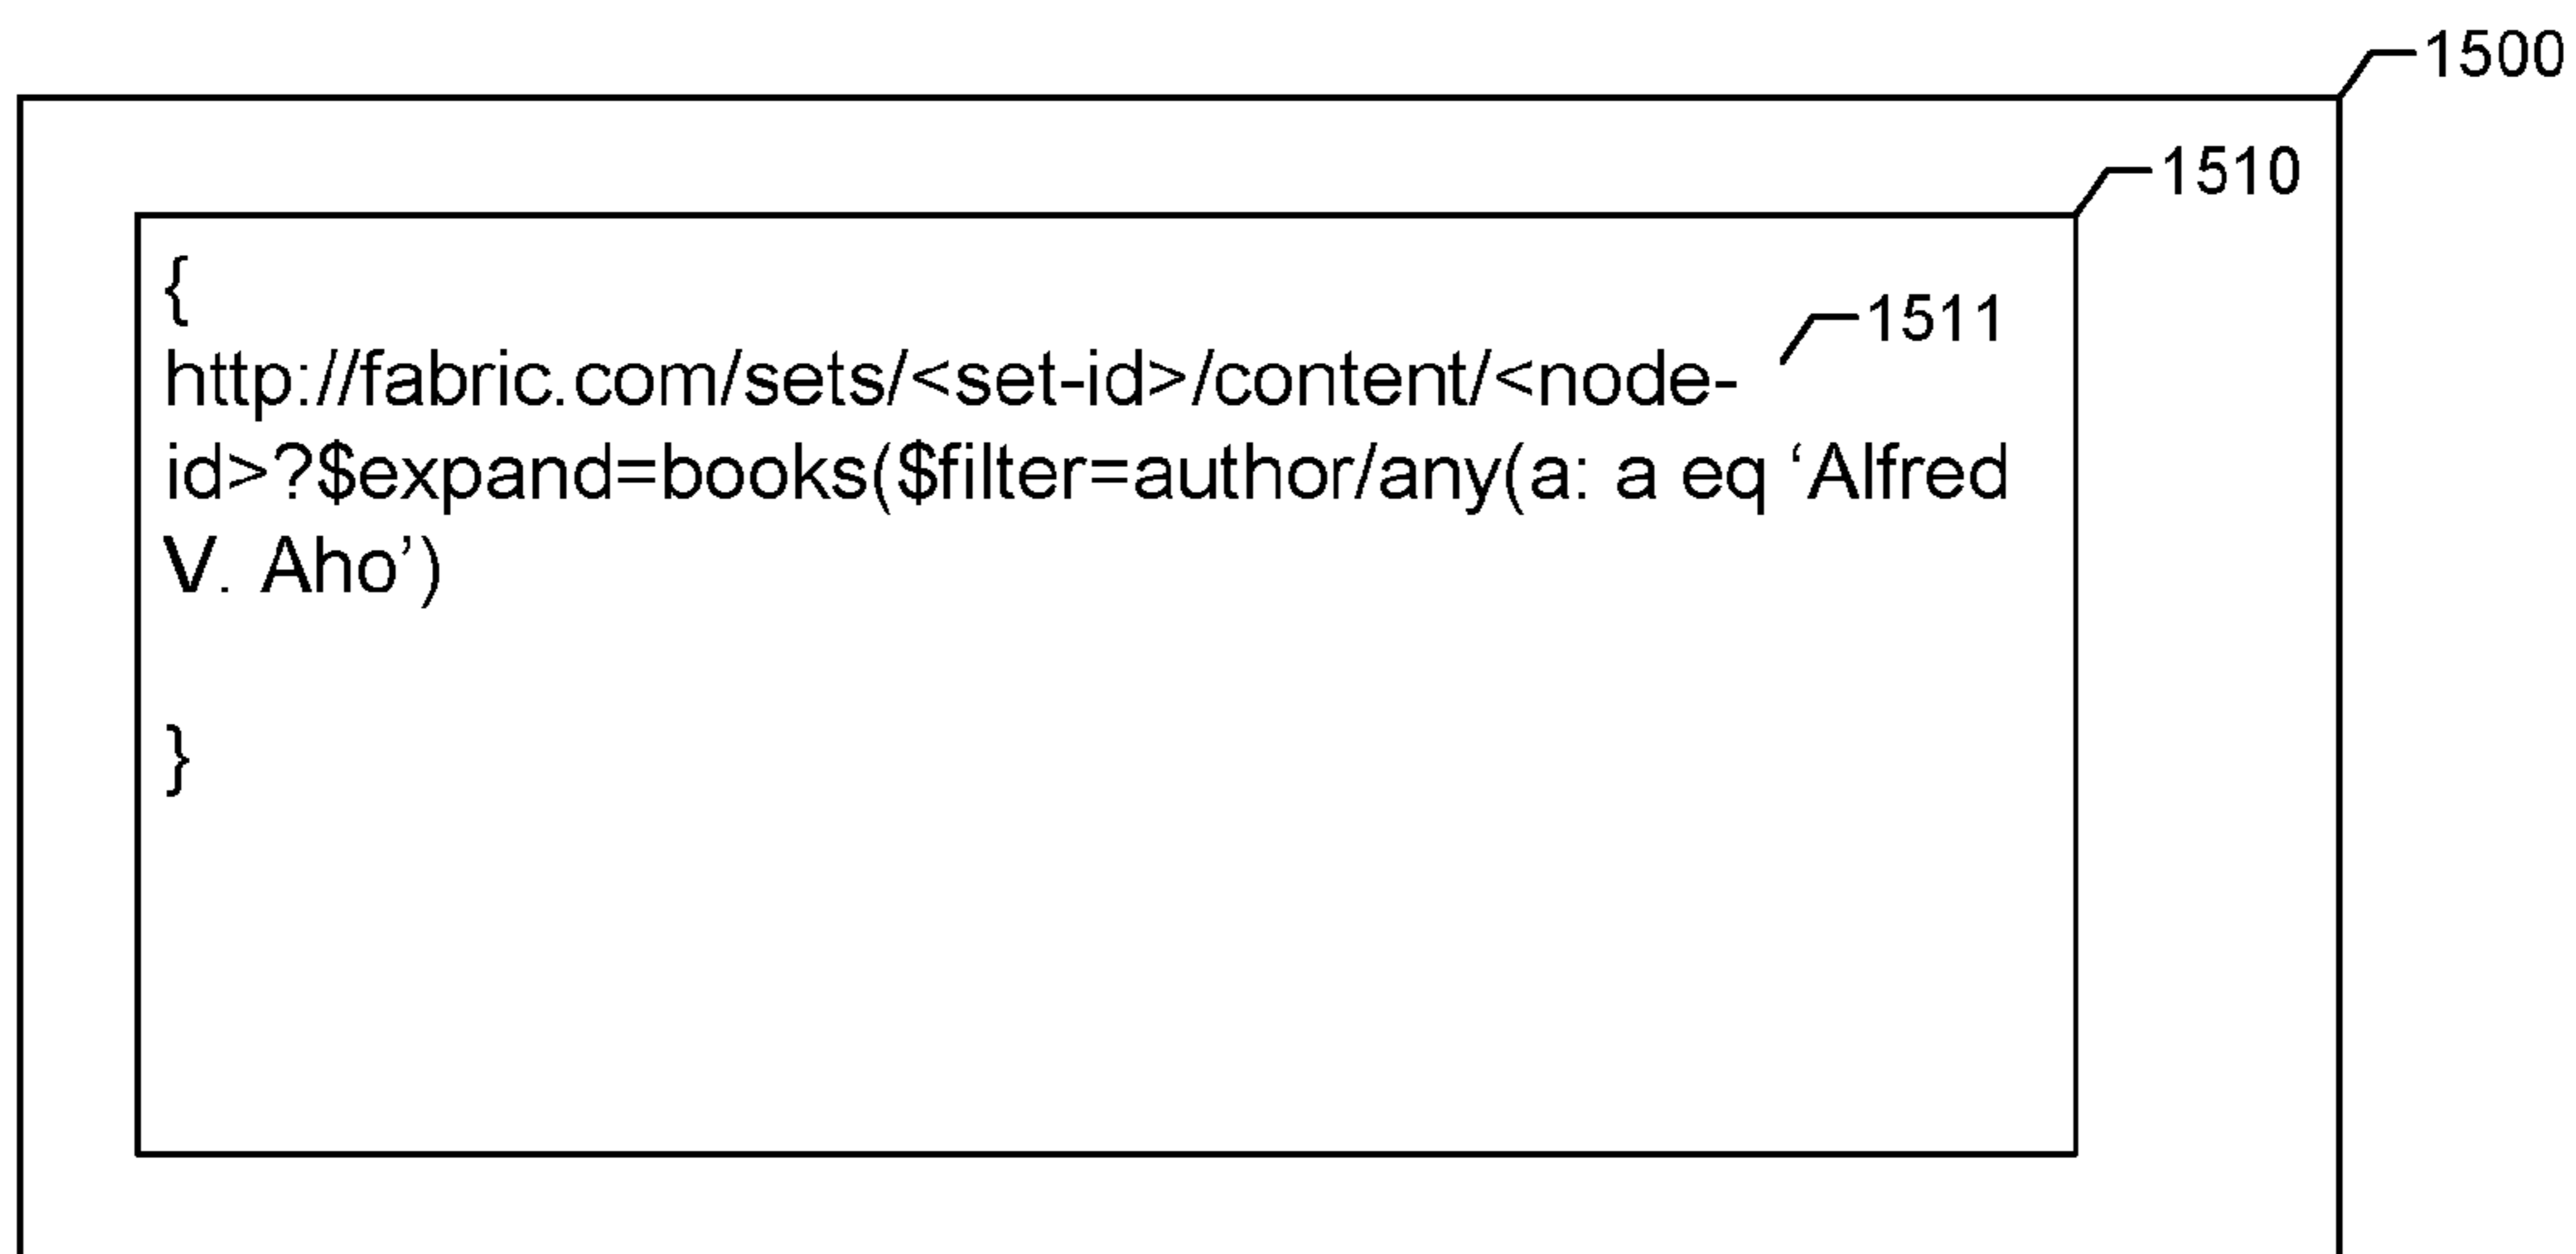 1500
1510
{
1511
http://fabric.com/sets/<set-id>/content/<node-
id>?$expand=books($filter=author/any(a: a eq ‘Alfred
V. Aho’)
}